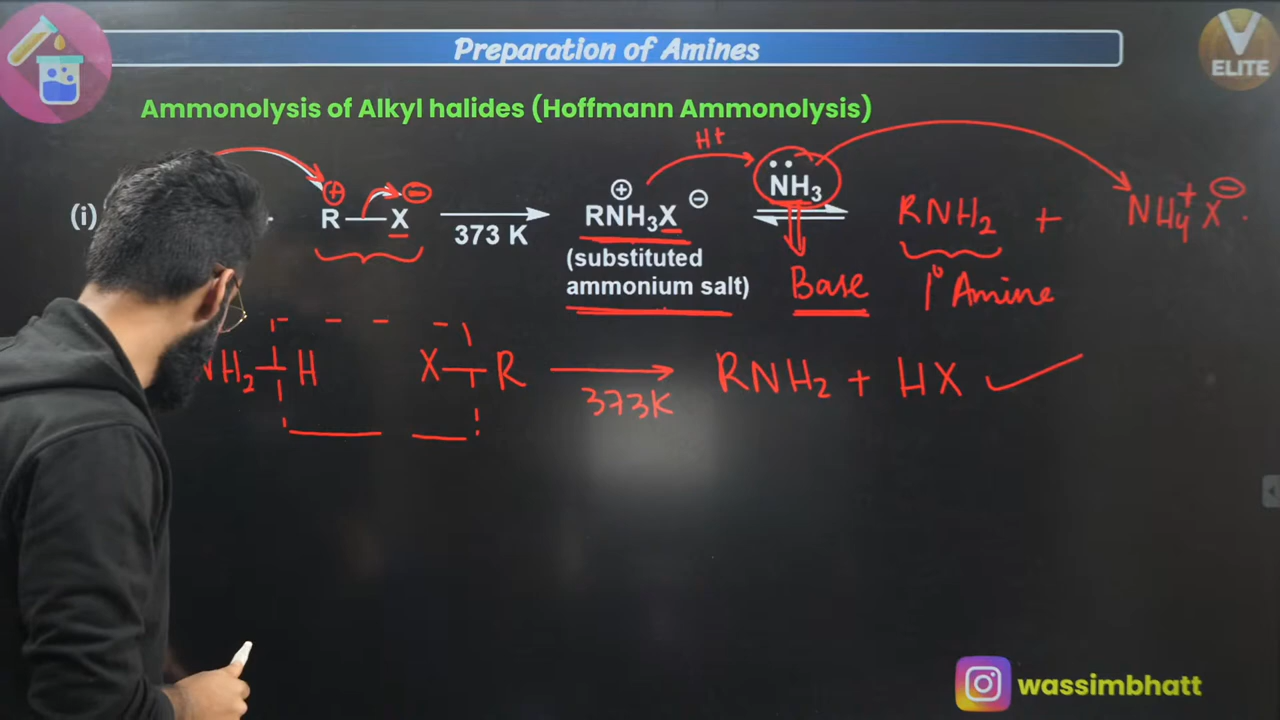 Preparation of Amines
V
ELITE
Ammonolysis of Alkyl halides (Hoffmann Ammonolysis)
H+
(i) R—X 373 K RNH3X NH3 RNH2 + NH4+ X−
⊕ ⊖ ⊕ ⊖
(substituted
ammonium salt)
Base 1° Amine
NH2 H X R 373K RNH2 + HX
wassimbhatt